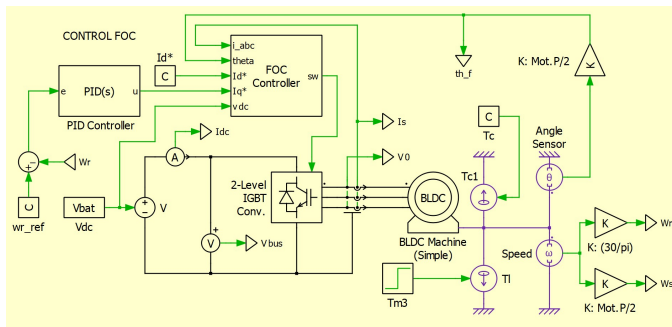 CONTROL FOC
Id*
C
i_abc
theta
Id*
Iq*
vdc
FOC
Controller
sw
th_f
K: Mot.P/2
K
e
PID(s)
u
PID Controller
Wr
C
wr_ref
Vbat
Vdc
A
Idc
V
V
Vbus
2-Level
IGBT
Conv.
Is
V0
BLDC
BLDC Machine
(Simple)
C
Tc
Tc1
Angle
Sensor
θ
Tm3
Tl
Speed
ω
K
K: (30/pi)
Wr
K
K: Mot.P/2
Ws